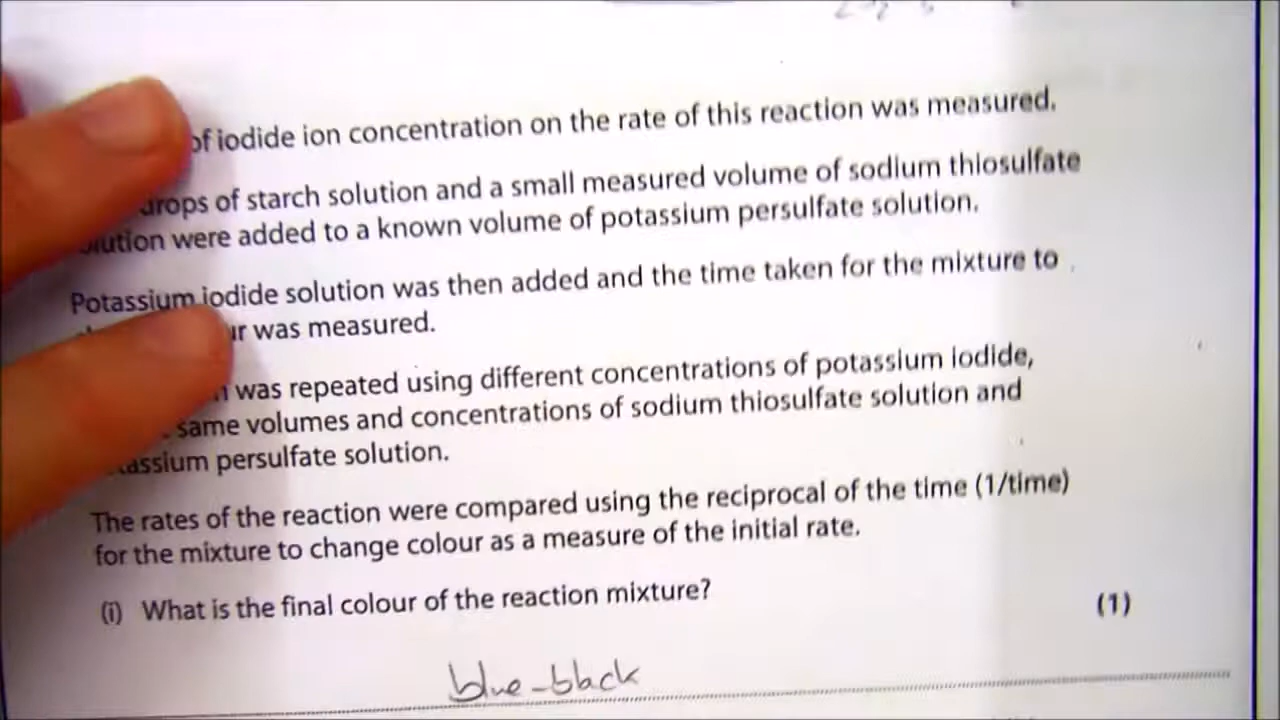 of iodide ion concentration on the rate of this reaction was measured.
drops of starch solution and a small measured volume of sodium thiosulfate
were added to a known volume of potassium persulfate solution.
Potassium iodide solution was then added and the time taken for the mixture to
was measured.
was repeated using different concentrations of potassium iodide,
same volumes and concentrations of sodium thiosulfate solution and
persulfate solution.
The rates of the reaction were compared using the reciprocal of the time (1/time)
for the mixture to change colour as a measure of the initial rate.
(i) What is the final colour of the reaction mixture?
(1)
blue-black